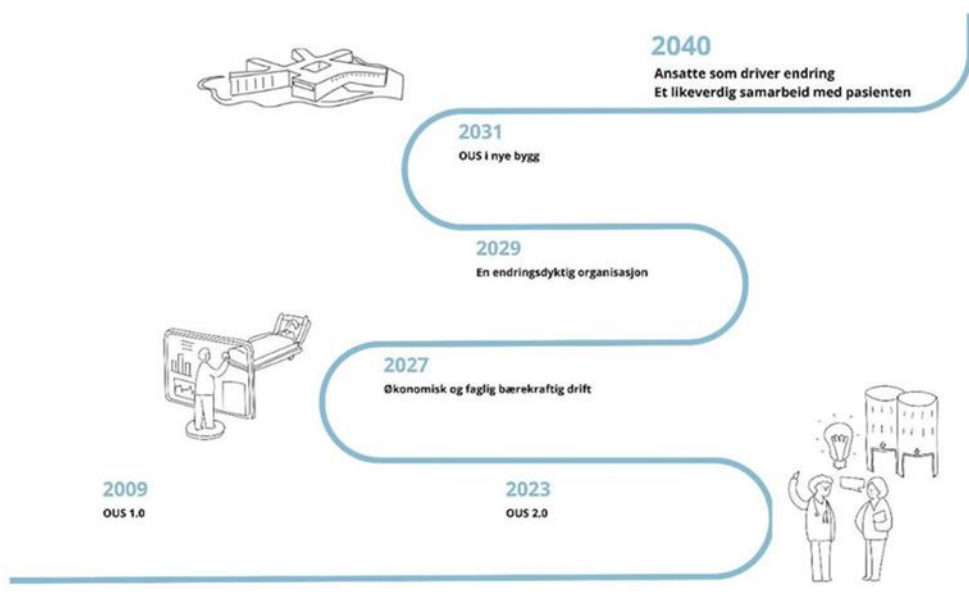 2040
Ansatte som driver endring
Et likeverdig samarbeid med pasienten
2031
OUS i nye bygg
2029
En endringsdyktig organisasjon
2027
Økonomisk og faglig bærekraftig drift
2009
OUS 1.0
2023
OUS 2.0